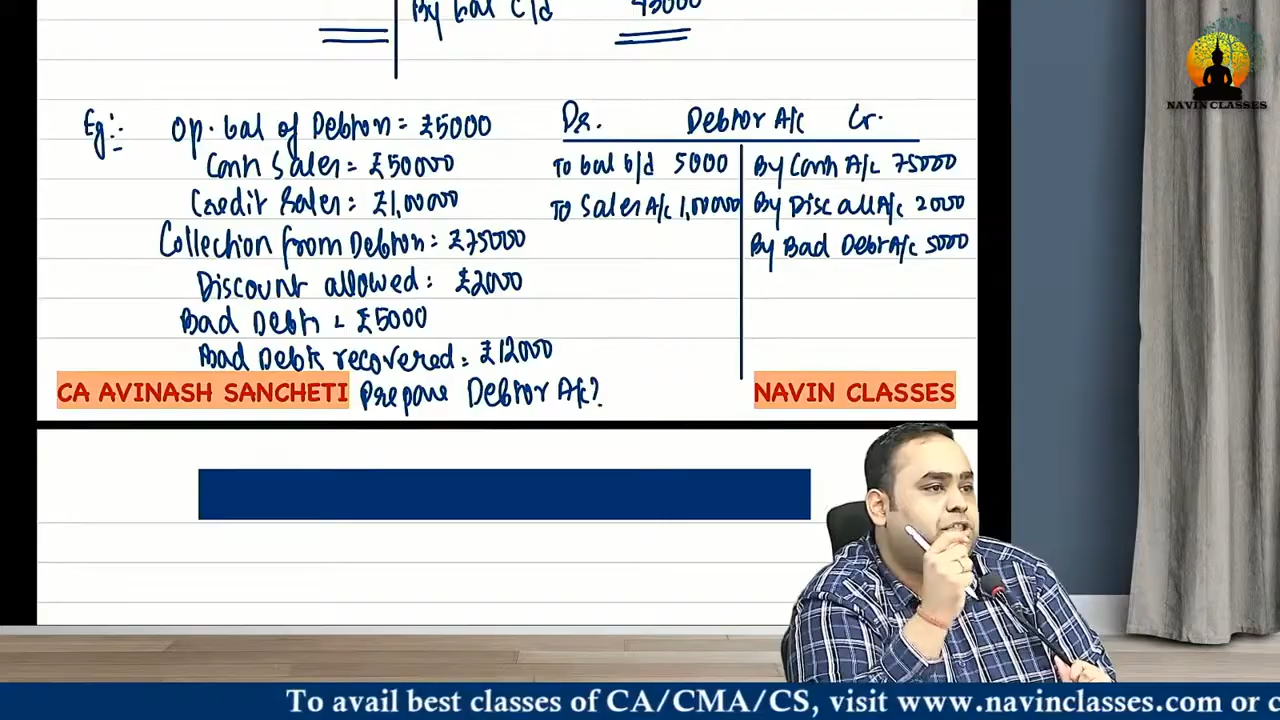 By bal c/d 43000
NAVIN CLASSES
Eg:- Op. bal of Debtors = ₹5000
Cash Sales = ₹50000
Credit Sales = ₹1,00000
Collection from Debtors = ₹75000
Discount allowed = ₹2000
Bad Debts = ₹5000
Bad Debts recovered = ₹12000
Prepare Debtor A/c?
Dr. Debtor A/c Cr.
To bal b/d 5000 By Cash A/c 75000
To Sales A/c 1,00000 By Disc all A/c 2000
By Bad Debt A/c 5000
CA AVINASH SANCHETI
NAVIN CLASSES
To avail best classes of CA/CMA/CS, visit www.navinclasses.com or